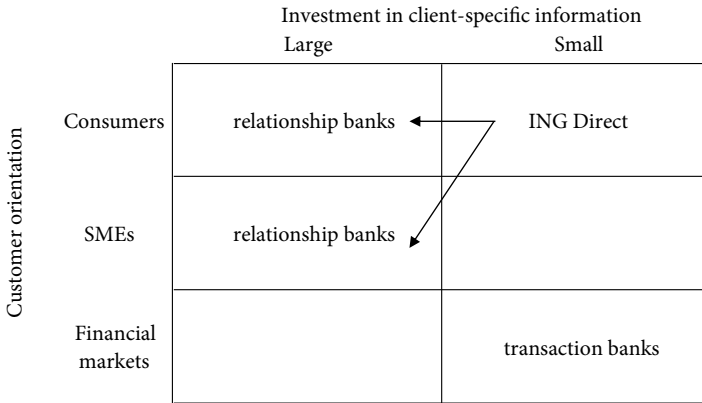 Investment in client-specific information
Large Small
Customer orientation
Consumers relationship banks ING Direct
SMEs relationship banks
Financial
markets transaction banks